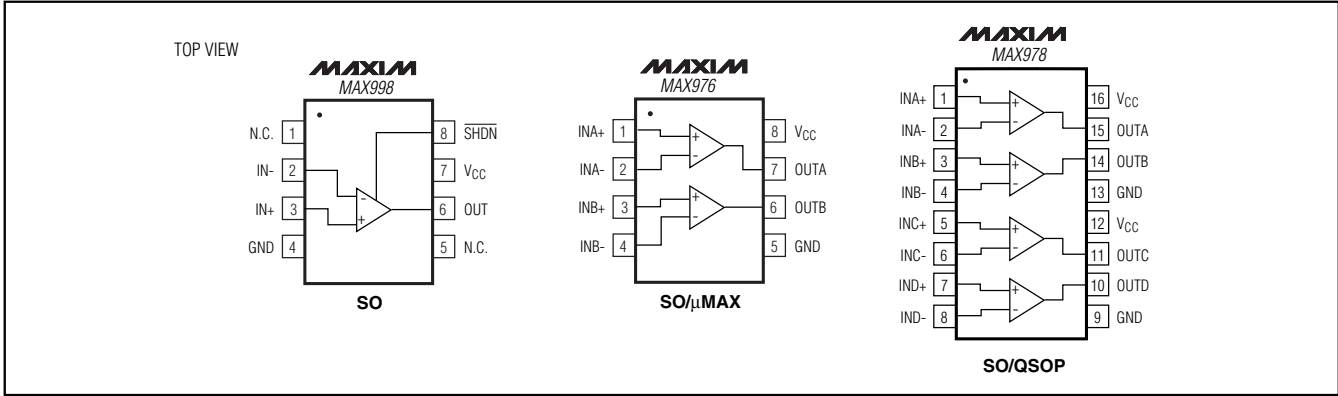 TOP VIEW
MAXIM
MAX998
N.C. 1
IN- 2
IN+ 3
GND 4
8 SHDN
7 VCC
6 OUT
5 N.C.
SO
MAXIM
MAX976
INA+ 1
INA- 2
INB+ 3
INB- 4
8 VCC
7 OUTA
6 OUTB
5 GND
- +
+ -
+ -
SO/µMAX
MAXIM
MAX978
INA+ 1
INA- 2
INB+ 3
INB- 4
INC+ 5
INC- 6
IND+ 7
IND- 8
16 VCC
15 OUTA
14 OUTB
13 GND
12 VCC
11 OUTC
10 OUTD
9 GND
+ -
+ -
+ -
+ -
SO/QSOP